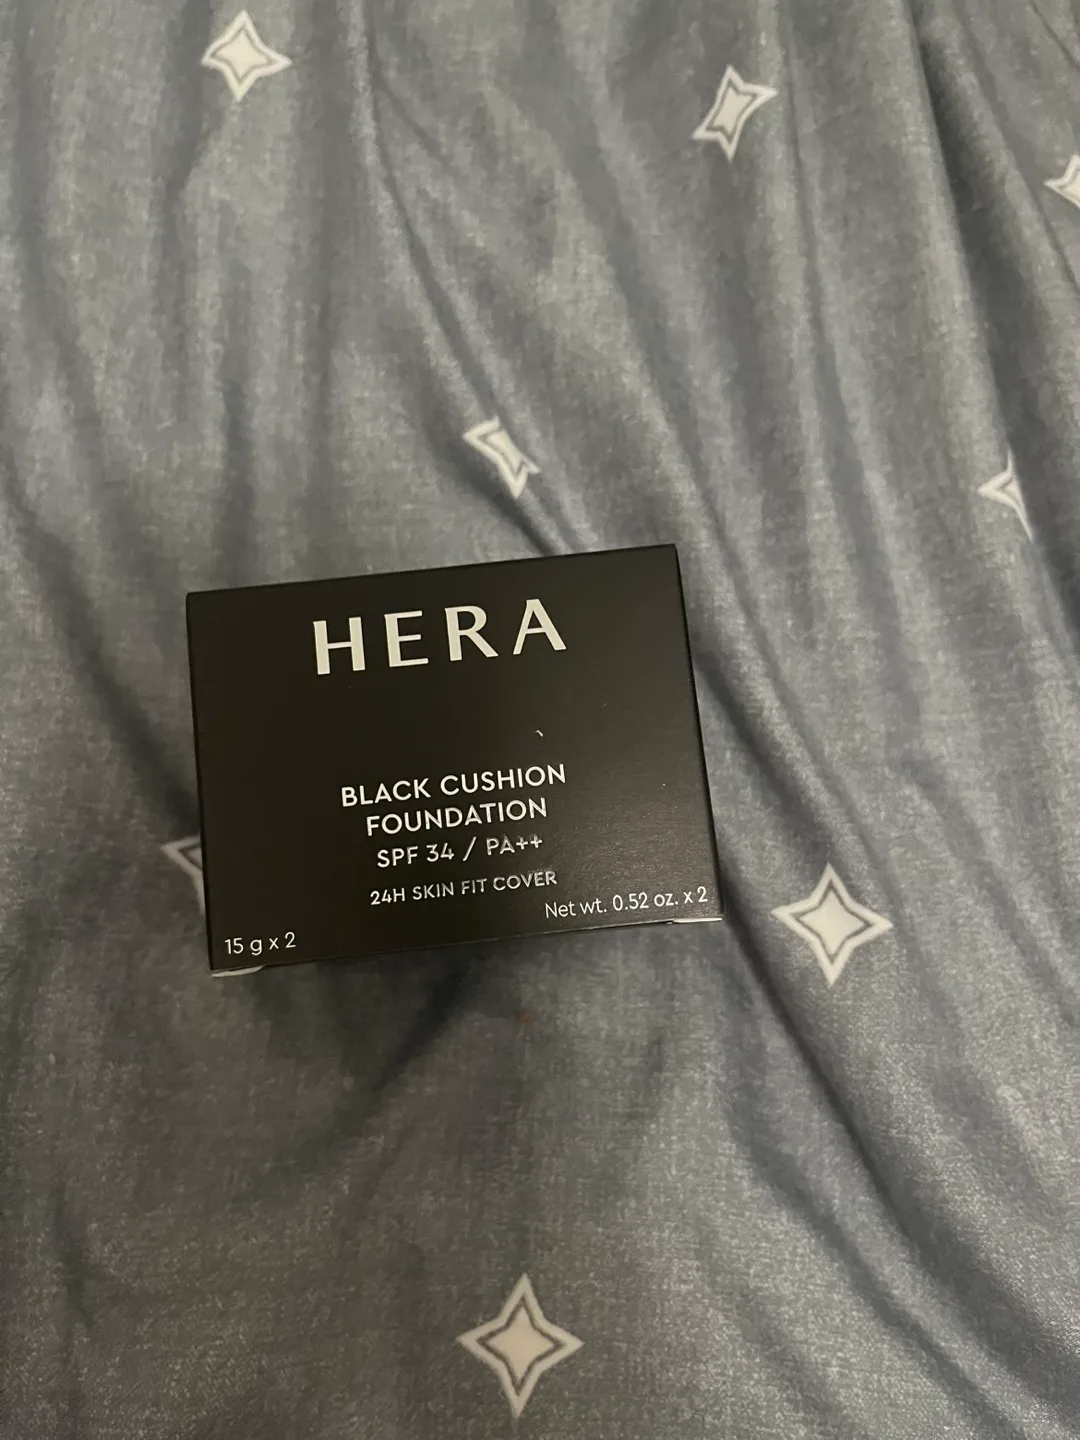 HERA
BLACK CUSHION
FOUNDATION
SPF 34 / PA++
24H SKIN FIT COVER
Net wt. 0.52 oz. x 2
15 g x 2